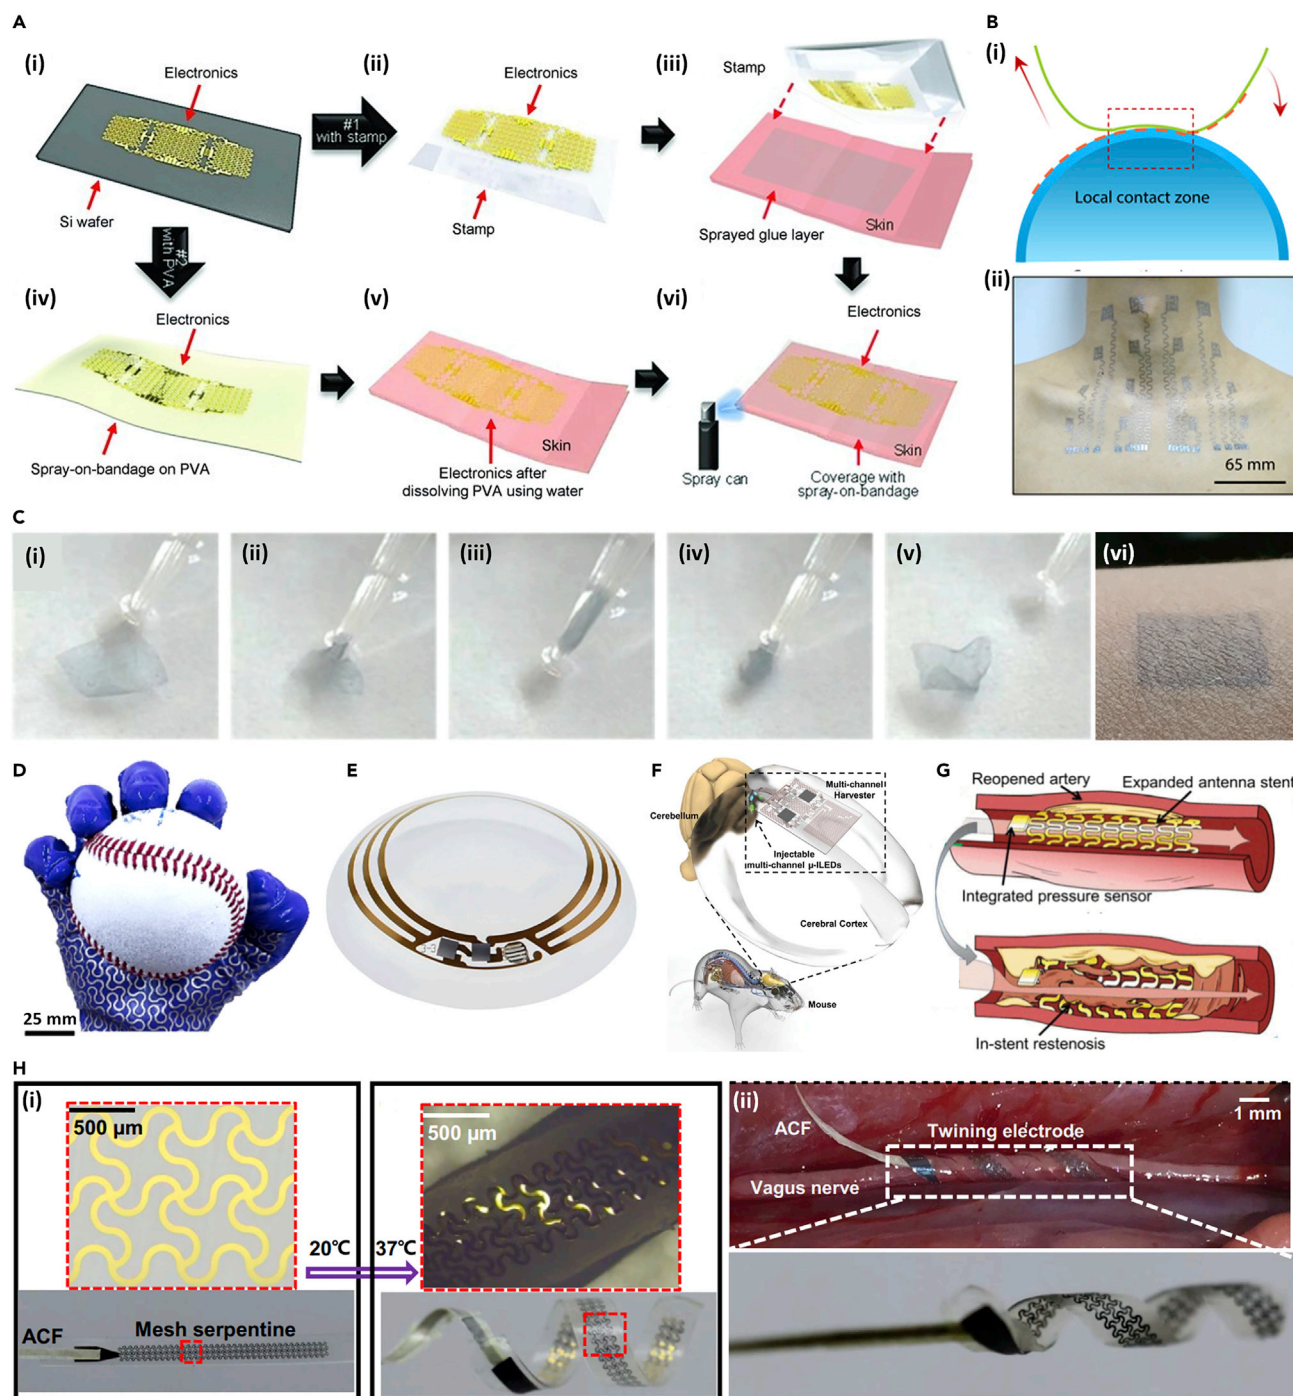 A
(i)
Electronics
Si wafer
#1
with stamp
(ii)
Electronics
Stamp
(iii)
Stamp
Sprayed glue layer
Skin
#2
with PVA
(iv)
Electronics
Spray-on-bandage on PVA
(v)
Skin
Electronics after
dissolving PVA using water
(vi)
Electronics
Skin
Spray can
Coverage with
spray-on-bandage
B
(i)
Local contact zone
(ii)
65 mm
C
(i)
(ii)
(iii)
(iv)
(v)
(vi)
D
25 mm
E
F
Cerebellum
Multi-channel
Harvester
Injectable
multi-channel μ-ILEDs
Cerebral Cortex
Mouse
G
Reopened artery
Expanded antenna stent
Integrated pressure sensor
In-stent restenosis
H
(i)
500 μm
ACF
Mesh serpentine
20℃
37℃
500 μm
(ii)
1 mm
ACF
Twining electrode
Vagus nerve